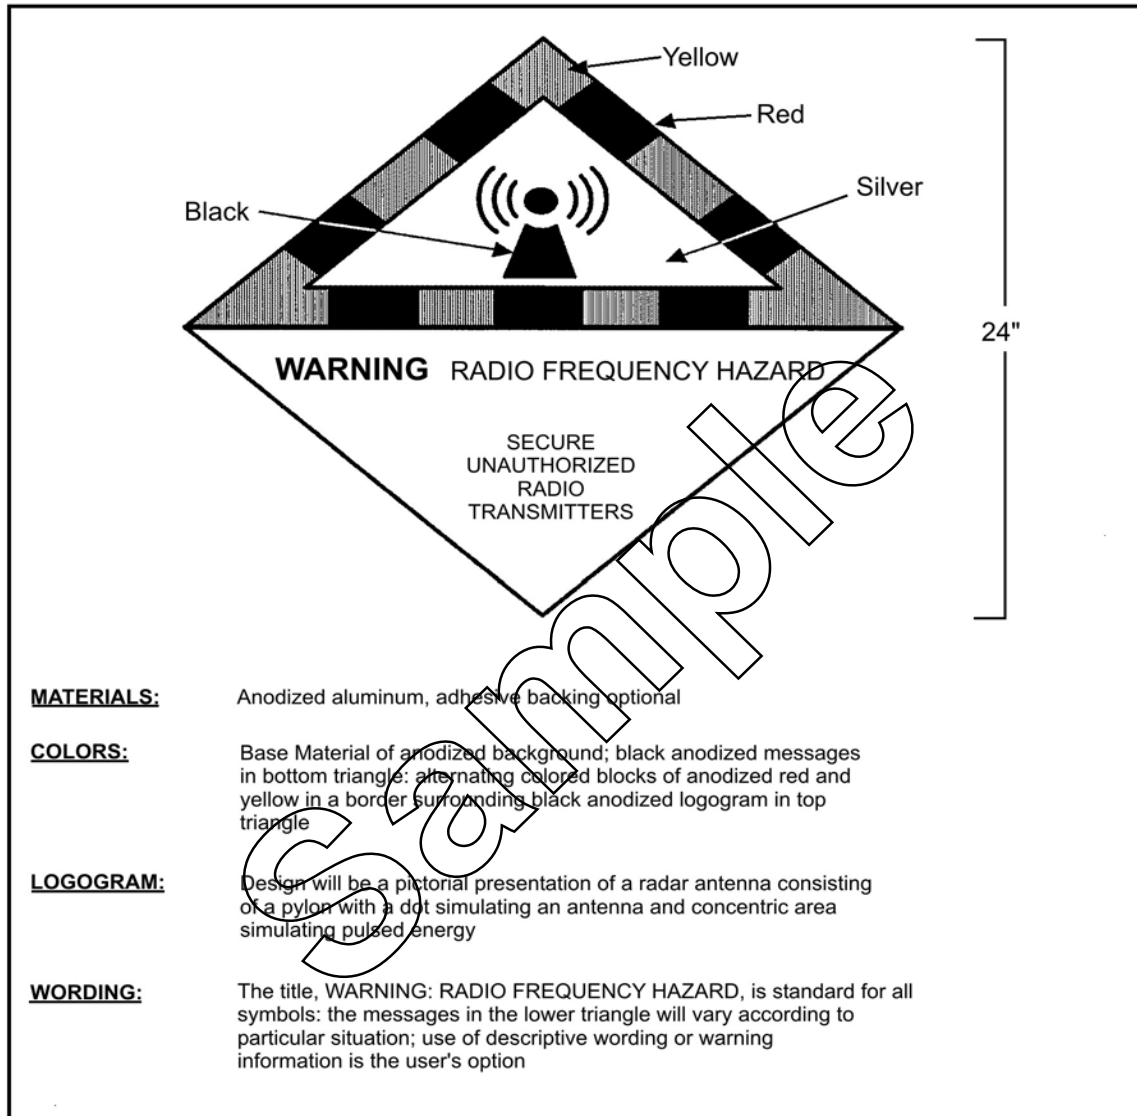 Yellow
Red
Silver
Black
24"
WARNING RADIO FREQUENCY HAZARD
SECURE
UNAUTHORIZED
RADIO
TRANSMITTERS
Sample
MATERIALS: Anodized aluminum, adhesive backing optional
COLORS: Base Material of anodized background; black anodized messages
in bottom triangle: alternating colored blocks of anodized red and
yellow in a border surrounding black anodized logogram in top
triangle
LOGOGRAM: Design will be a pictorial presentation of a radar antenna consisting
of a pylon with a dot simulating an antenna and concentric area
simulating pulsed energy
WORDING: The title, WARNING: RADIO FREQUENCY HAZARD, is standard for all
symbols: the messages in the lower triangle will vary according to
particular situation; use of descriptive wording or warning
information is the user's option